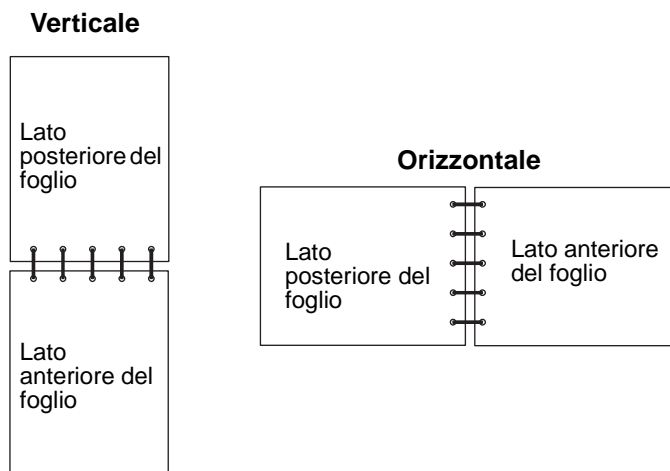 Verticale
Lato
posteriore del
foglio
Lato
anteriore del
foglio
Orizzontale
Lato
posteriore del
foglio
Lato anteriore
del foglio